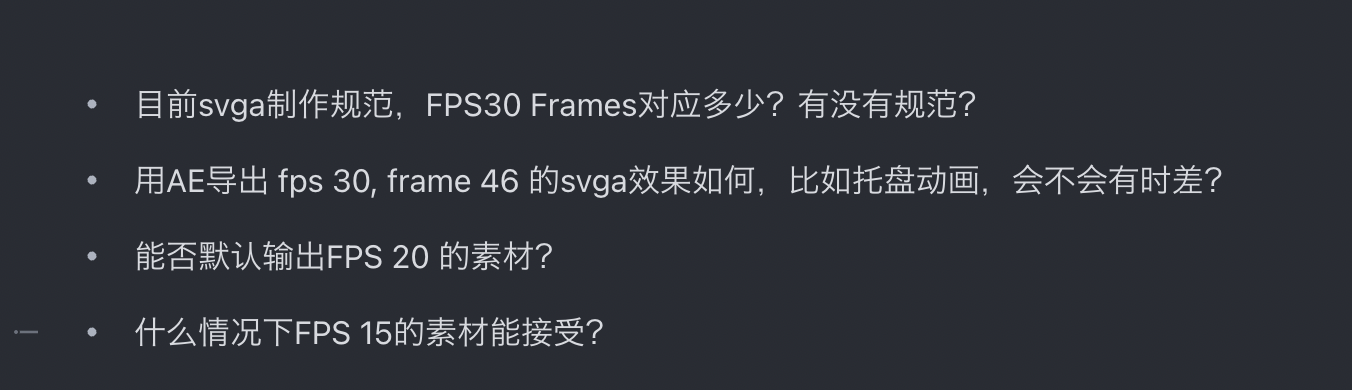 • 目前svga制作规范，FPS30 Frames对应多少？有没有规范？
• 用AE导出 fps 30, frame 46 的svga效果如何，比如托盘动画，会不会有时差？
• 能否默认输出FPS 20 的素材？
• 什么情况下FPS 15的素材能接受？